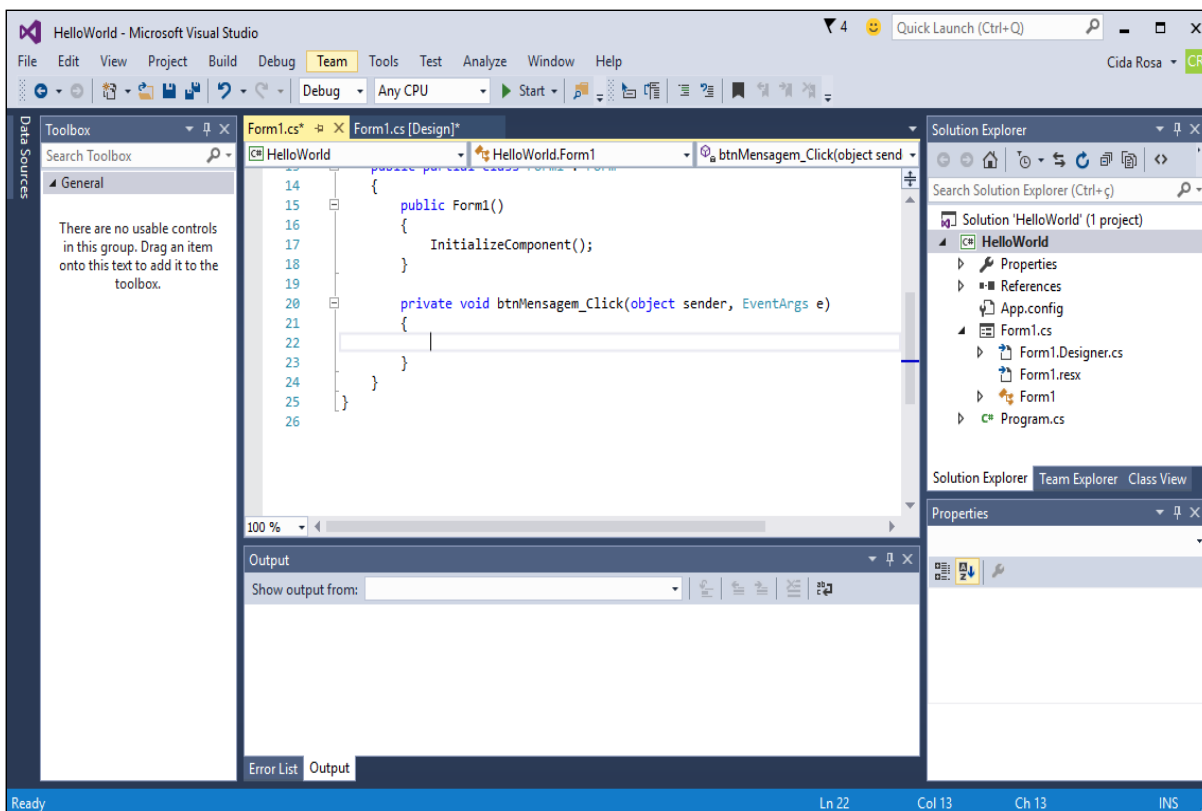 HelloWorld - Microsoft Visual Studio
4
Quick Launch (Ctrl+Q)
File Edit View Project Build Debug Team Tools Test Analyze Window Help
Cida Rosa
CR
Debug Any CPU Start
Data Sources
Toolbox
Search Toolbox
General
There are no usable controls
in this group. Drag an item
onto this text to add it to the
toolbox.
Form1.cs* Form1.cs [Design]*
C# HelloWorld HelloWorld.Form1 btnMensagem_Click(object send
13 public partial class Form1 : Form
14 {
15 public Form1()
16 {
17 InitializeComponent();
18 }
19
20 private void btnMensagem_Click(object sender, EventArgs e)
21 {
22
23 }
24 }
25 }
26
100 %
Output
Show output from:
Error List Output
Solution Explorer
Search Solution Explorer (Ctrl+ç)
Solution 'HelloWorld' (1 project)
C# HelloWorld
Properties
References
App.config
Form1.cs
Form1.Designer.cs
Form1.resx
Form1
C# Program.cs
Solution Explorer Team Explorer Class View
Properties
Ready Ln 22 Col 13 Ch 13 INS